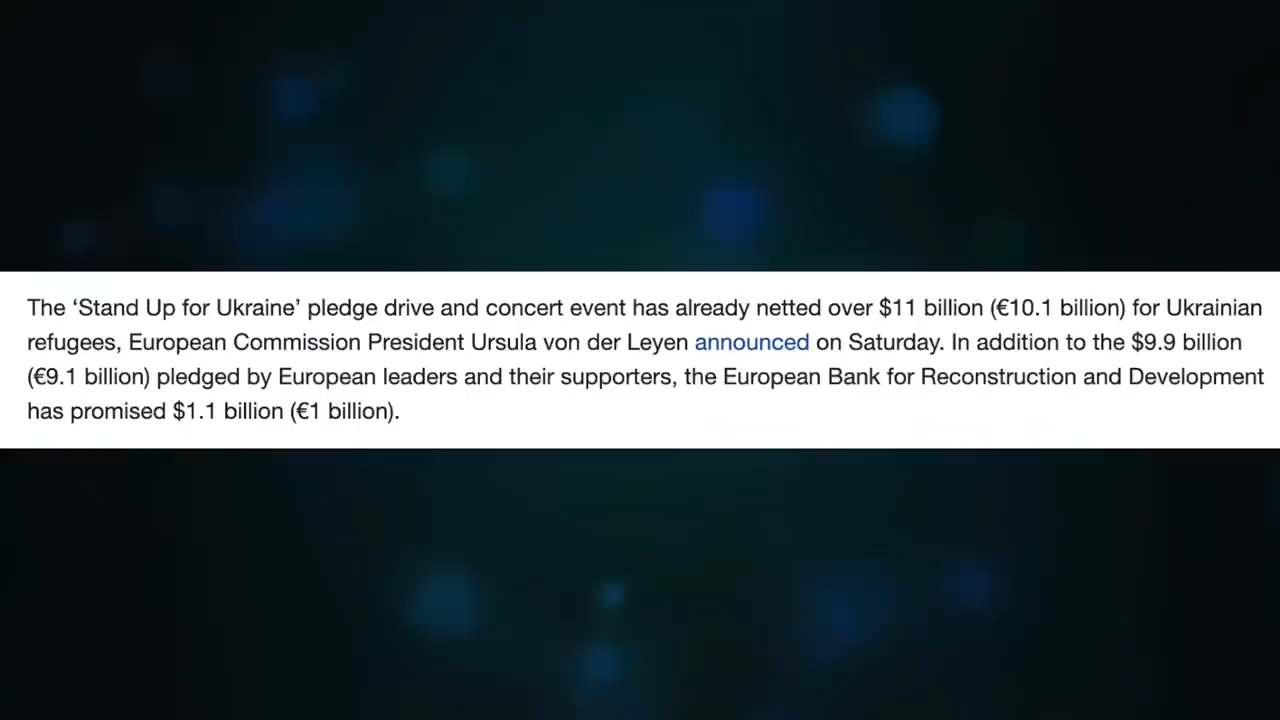 The ‘Stand Up for Ukraine’ pledge drive and concert event has already netted over $11 billion (€10.1 billion) for Ukrainian
refugees, European Commission President Ursula von der Leyen announced on Saturday. In addition to the $9.9 billion
(€9.1 billion) pledged by European leaders and their supporters, the European Bank for Reconstruction and Development
has promised $1.1 billion (€1 billion).